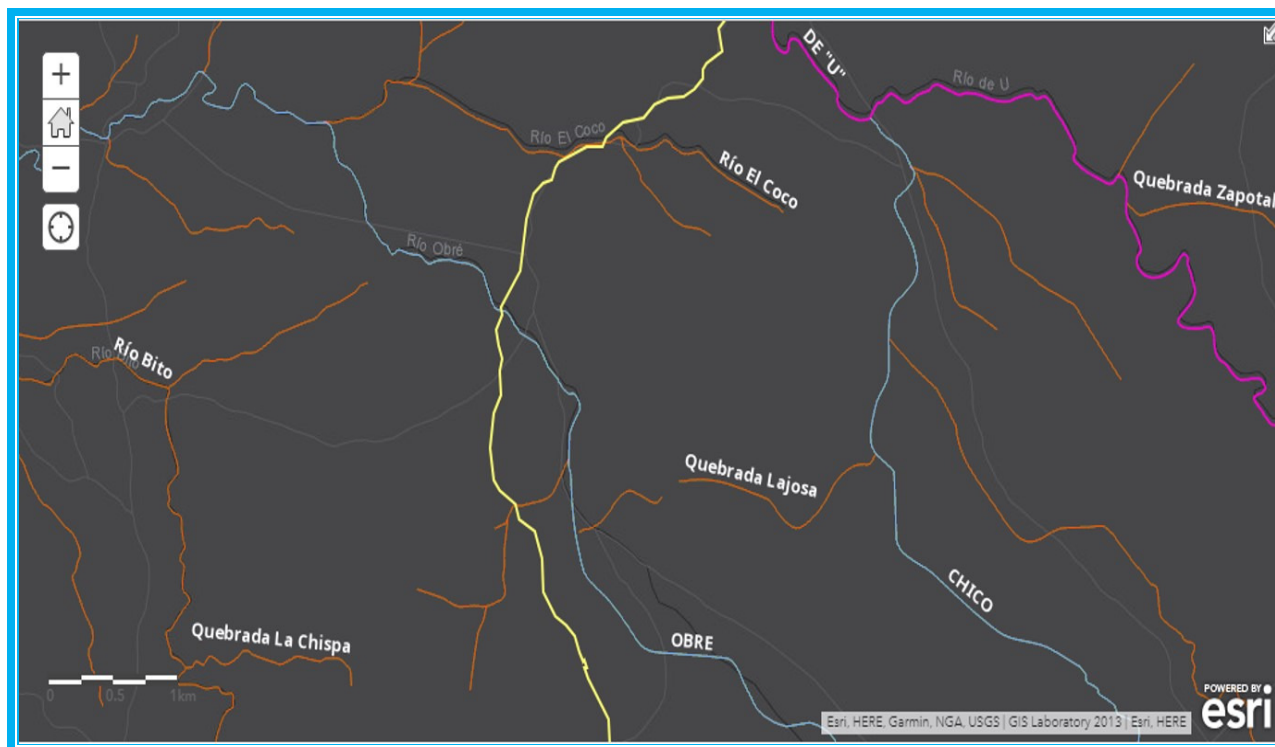 DE "U"
Río de U
Río El Coco
Río El Coco
Quebrada Zapotal
Río Obré
Río Bito
Río
Quebrada Lajosa
CHICO
Quebrada La Chispa
OBRE
0 0.5 1km
POWERED BY
esri
Esri, HERE, Garmin, NGA, USGS | GIS Laboratory 2013 | Esri, HERE